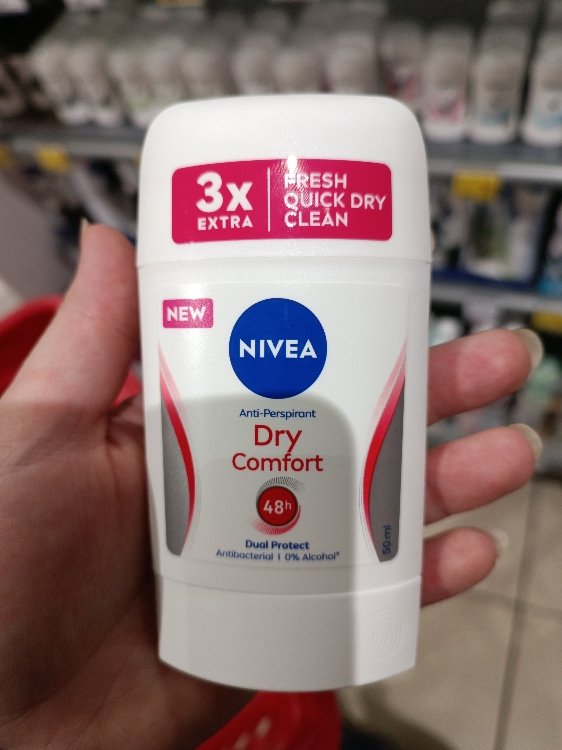 3x
EXTRA
FRESH
QUICK DRY
CLEAN
NEW
NIVEA
Anti-Perspirant
Dry
Comfort
48h
Dual Protect
Antibacterial | 0% Alcohol*
50 ml